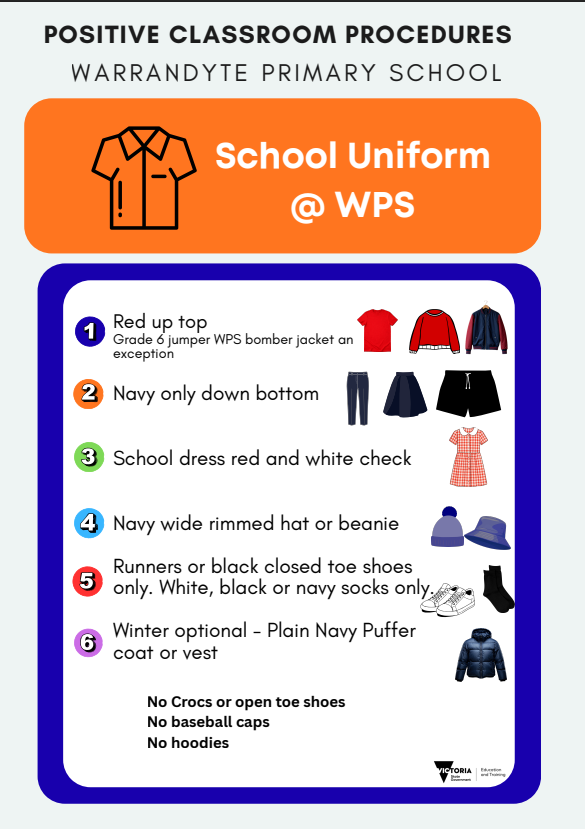 POSITIVE CLASSROOM PROCEDURES
WARRANDYTE PRIMARY SCHOOL
School Uniform
@ WPS
1 Red up top
Grade 6 jumper WPS bomber jacket an
exception
2 Navy only down bottom
3 School dress red and white check
4 Navy wide rimmed hat or beanie
5 Runners or black closed toe shoes
only. White, black or navy socks only.
6 Winter optional - Plain Navy Puffer
coat or vest
No Crocs or open toe shoes
No baseball caps
No hoodies
VICTORIA
State
Government
Education
and Training